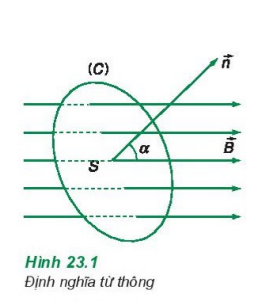 (C)
n⃗
α
S
B⃗
Hình 23.1
Định nghĩa từ thông